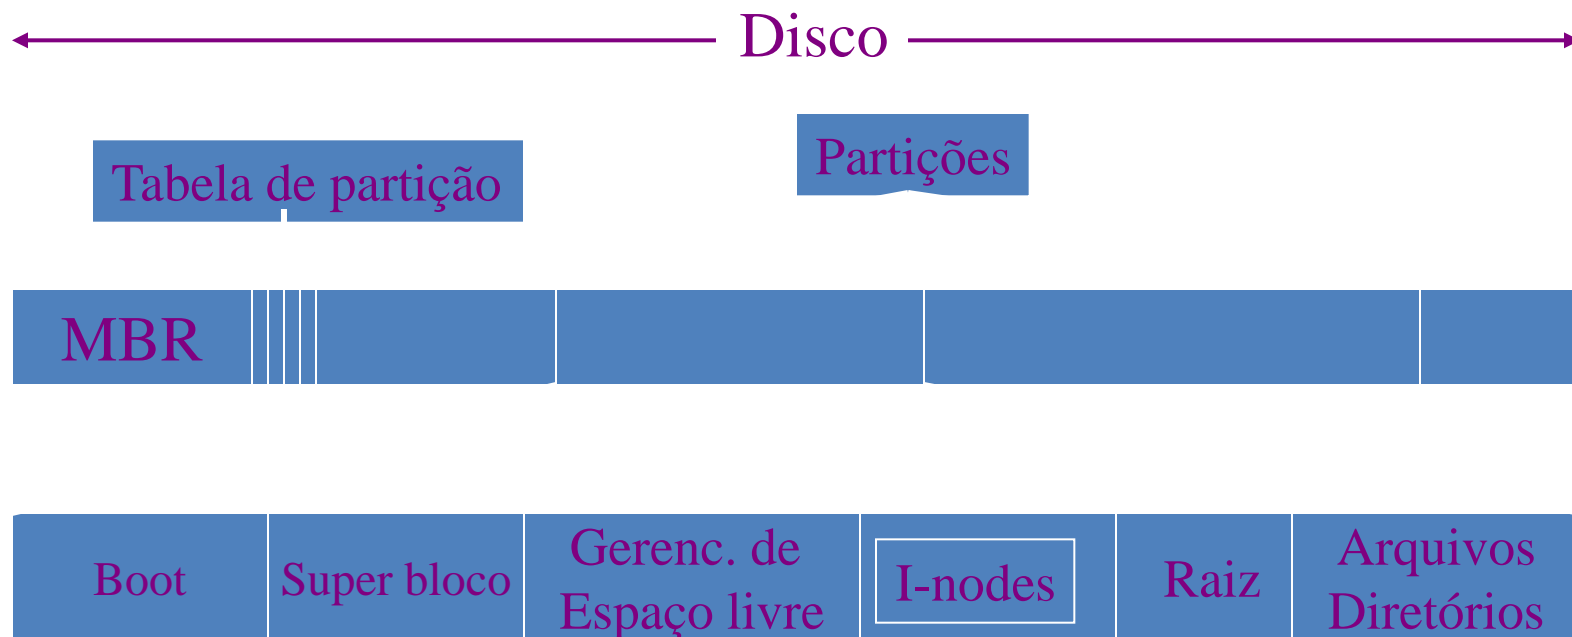 Disco
Tabela de partição
Partições
MBR
Boot
Super bloco
Gerenc. de
Espaço livre
I-nodes
Raiz
Arquivos
Diretórios